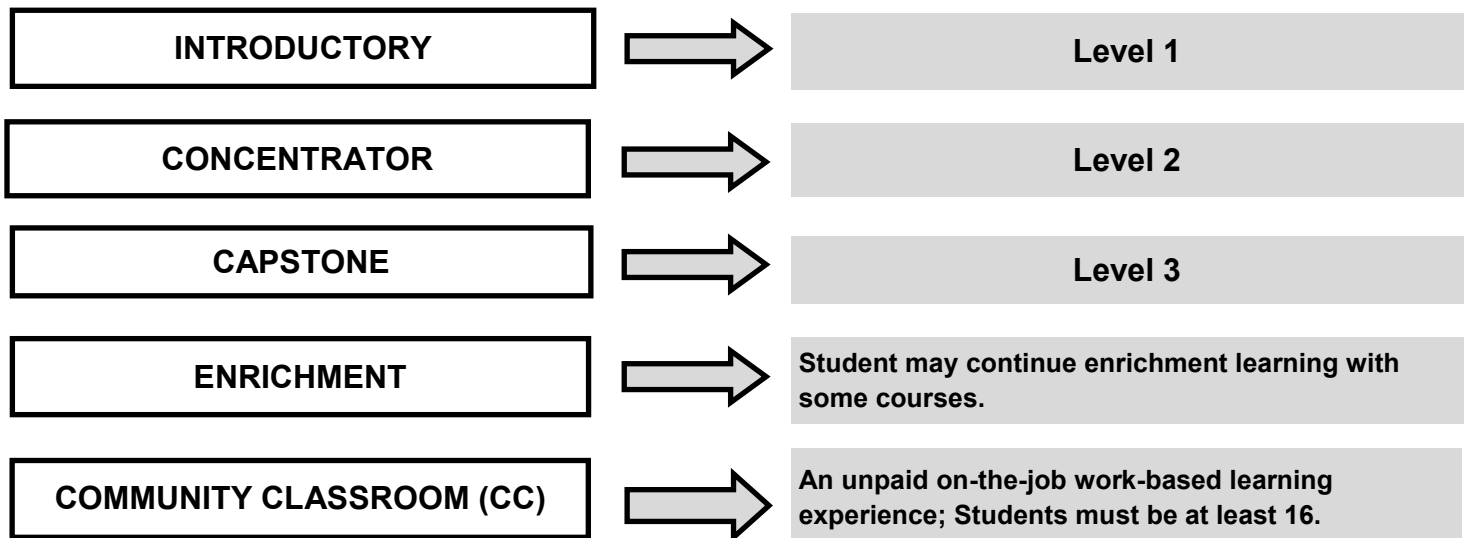 INTRODUCTORY
Level 1
CONCENTRATOR
Level 2
CAPSTONE
Level 3
ENRICHMENT
Student may continue enrichment learning with
some courses.
COMMUNITY CLASSROOM (CC)
An unpaid on-the-job work-based learning
experience; Students must be at least 16.